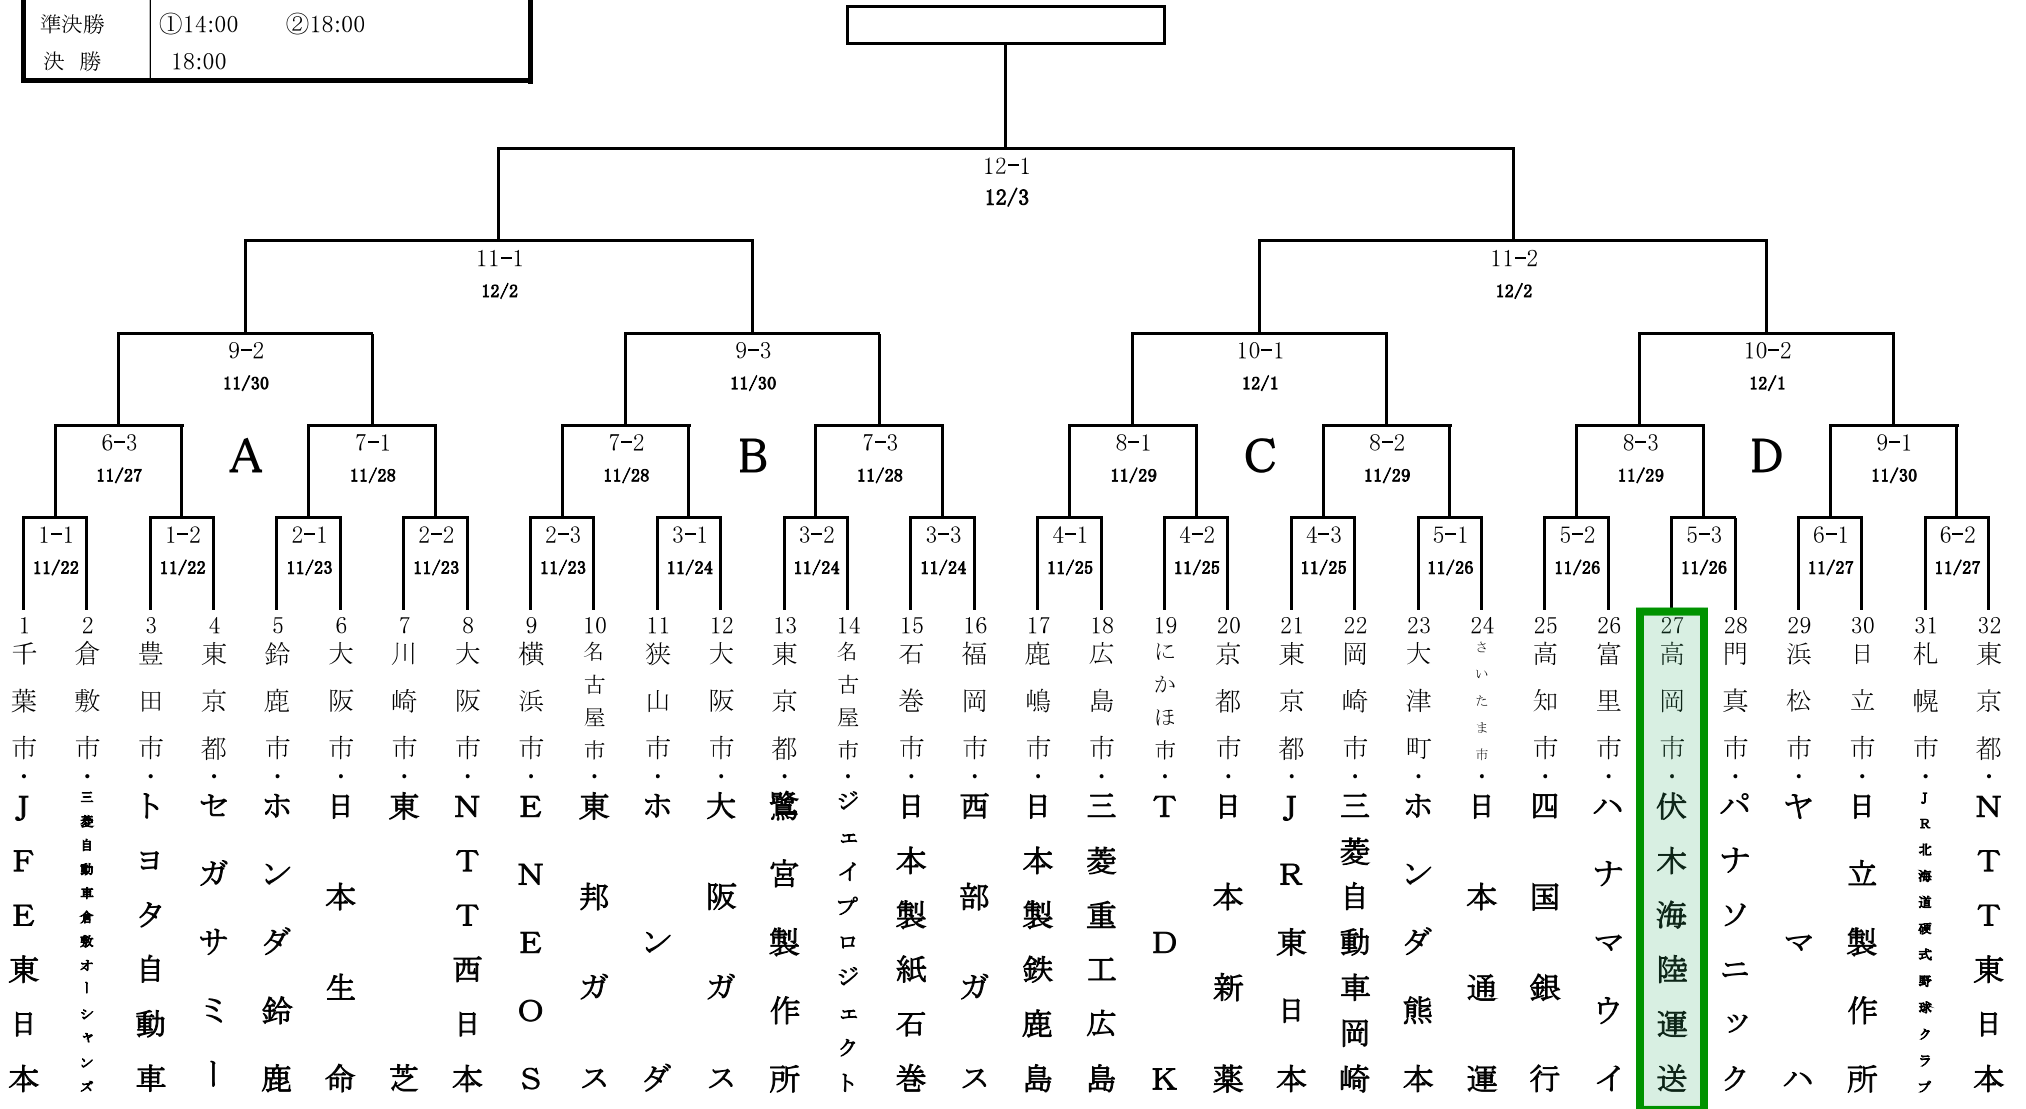 準決勝 ①14:00 ②18:00
決 勝 18:00
12-1
12/3
11-1 11-2
12/2 12/2
9-2 9-3 10-1 10-2
11/30 11/30 12/1 12/1
6-3 A 7-1 7-2 B 7-3 8-1 C 8-2 8-3 D 9-1
11/27 11/28 11/28 11/28 11/29 11/29 11/29 11/30
1-1 1-2 2-1 2-2 2-3 3-1 3-2 3-3 4-1 4-2 4-3 5-1 5-2 5-3 6-1 6-2
11/22 11/22 11/23 11/23 11/23 11/24 11/24 11/24 11/25 11/25 11/25 11/26 11/26 11/26 11/27 11/27
1 千葉市・JFE東日本
2 倉敷市・三菱自動車倉敷オーシャンズ
3 豊田市・トヨタ自動車
4 東京都・セガサミー
5 鈴鹿市・ホンダ鈴鹿
6 大阪市・日本生命
7 川崎市・東芝
8 大阪市・NTT西日本
9 横浜市・ENEOS
10 名古屋市・東邦ガス
11 狭山市・ホンダ
12 大阪市・大阪ガス
13 東京都・鷺宮製作所
14 名古屋市・ジェイプロジェクト
15 石巻市・日本製紙石巻
16 福岡市・西部ガス
17 鹿嶋市・日本製鉄鹿島
18 広島市・三菱重工広島
19 にかほ市・TDK
20 京都市・日本新薬
21 東京都・JR東日本
22 岡崎市・三菱自動車岡崎
23 大津町・ホンダ熊本
24 さいたま市・日本通運
25 高知市・四国銀行
26 富里市・ハナマウイ
27 高岡市・伏木海陸運送
28 門真市・パナソニック
29 浜松市・ヤマハ
30 日立市・日立製作所
31 札幌市・JR北海道硬式野球クラブ
32 東京都・NTT東日本